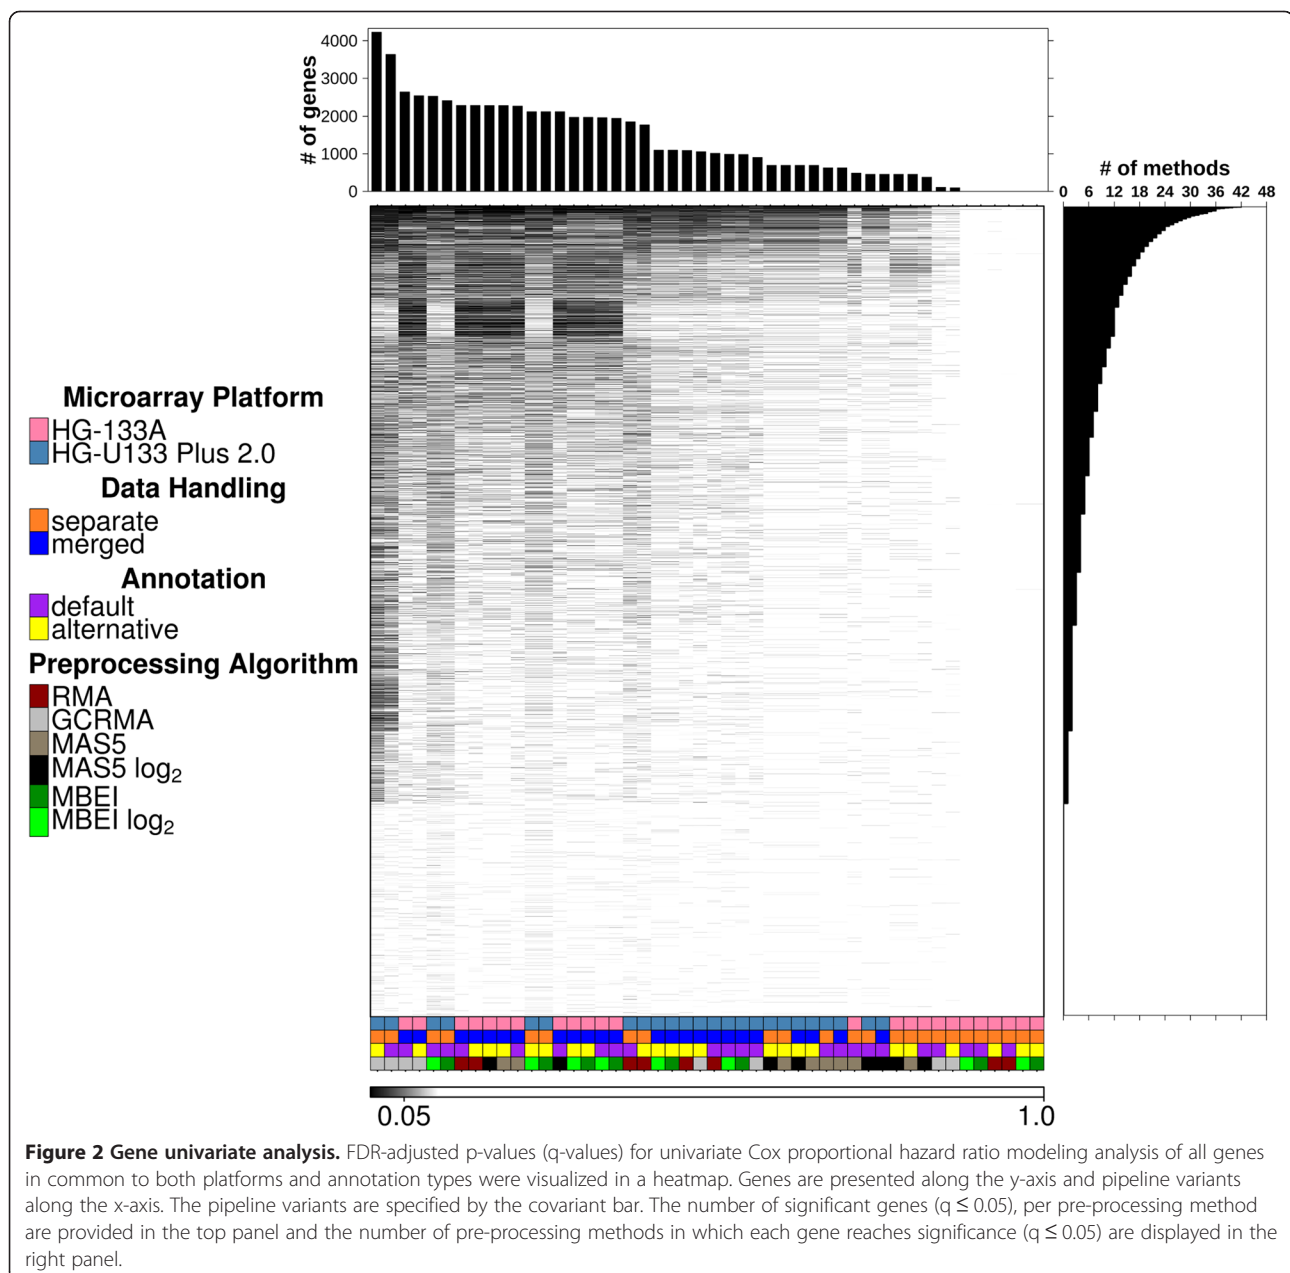 # of genes
4000
3000
2000
1000
0
# of methods
0 6 12 18 24 30 36 42 48
Microarray Platform
HG-133A
HG-U133 Plus 2.0
Data Handling
separate
merged
Annotation
default
alternative
Preprocessing Algorithm
RMA
GCRMA
MAS5
MAS5 log2
MBEI
MBEI log2
0.05 1.0
Figure 2 Gene univariate analysis. FDR-adjusted p-values (q-values) for univariate Cox proportional hazard ratio modeling analysis of all genes
in common to both platforms and annotation types were visualized in a heatmap. Genes are presented along the y-axis and pipeline variants
along the x-axis. The pipeline variants are specified by the covariant bar. The number of significant genes (q ≤ 0.05), per pre-processing method
are provided in the top panel and the number of pre-processing methods in which each gene reaches significance (q ≤ 0.05) are displayed in the
right panel.